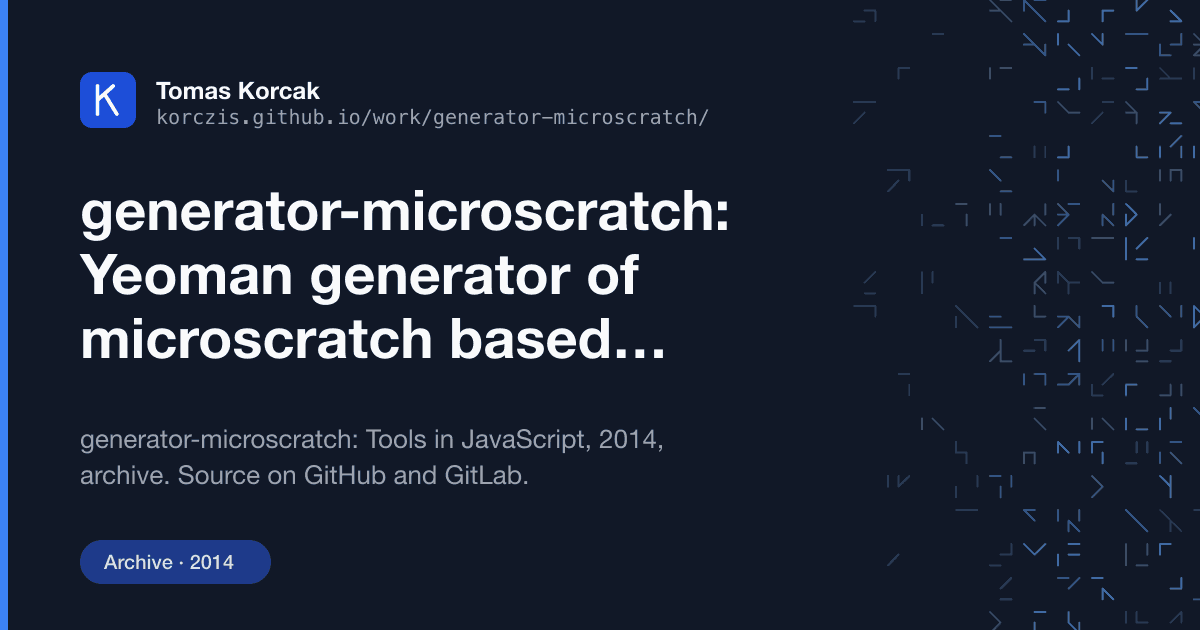 K
Tomas Korcak
korczis.github.io/work/generator-microscratch/
generator-microscratch:
Yeoman generator of
microscratch based…
generator-microscratch: Tools in JavaScript, 2014,
archive. Source on GitHub and GitLab.
Archive · 2014